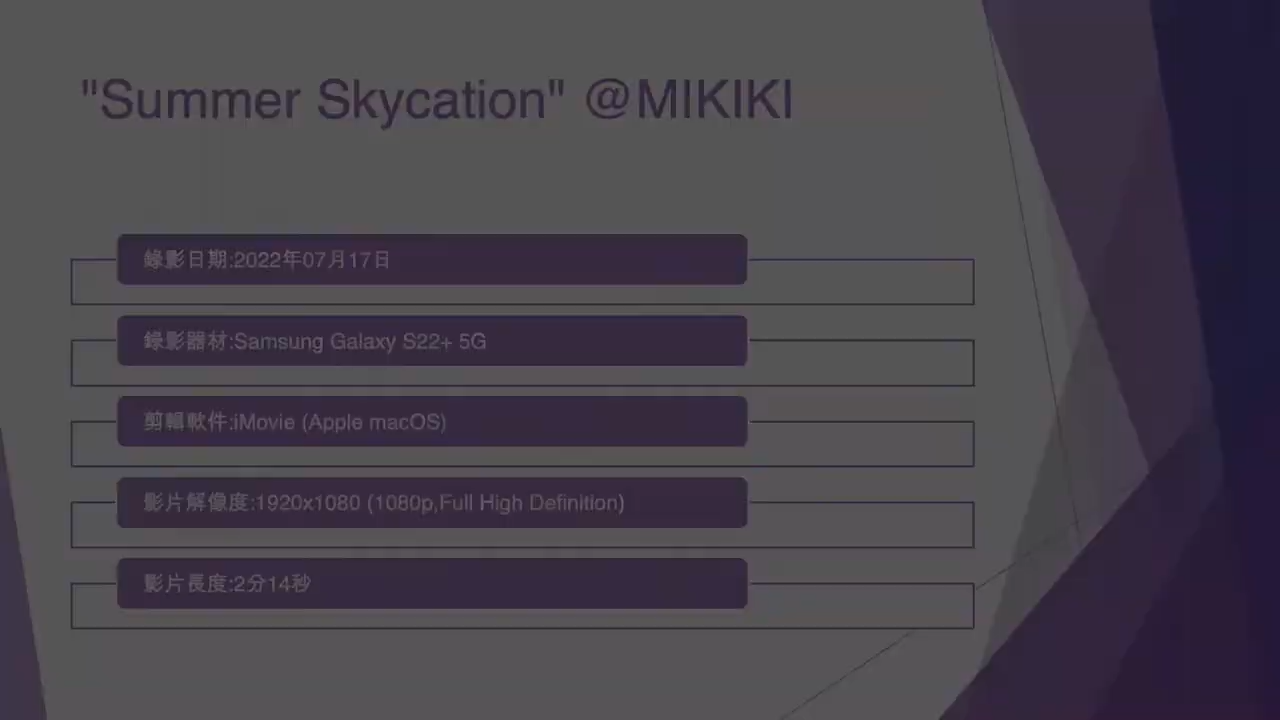 "Summer Skycation" @MIKIKI
錄影日期:2022年07月17日
錄影器材:Samsung Galaxy S22+ 5G
剪輯軟件:iMovie (Apple macOS)
影片解像度:1920x1080 (1080p,Full High Definition)
影片長度:2分14秒